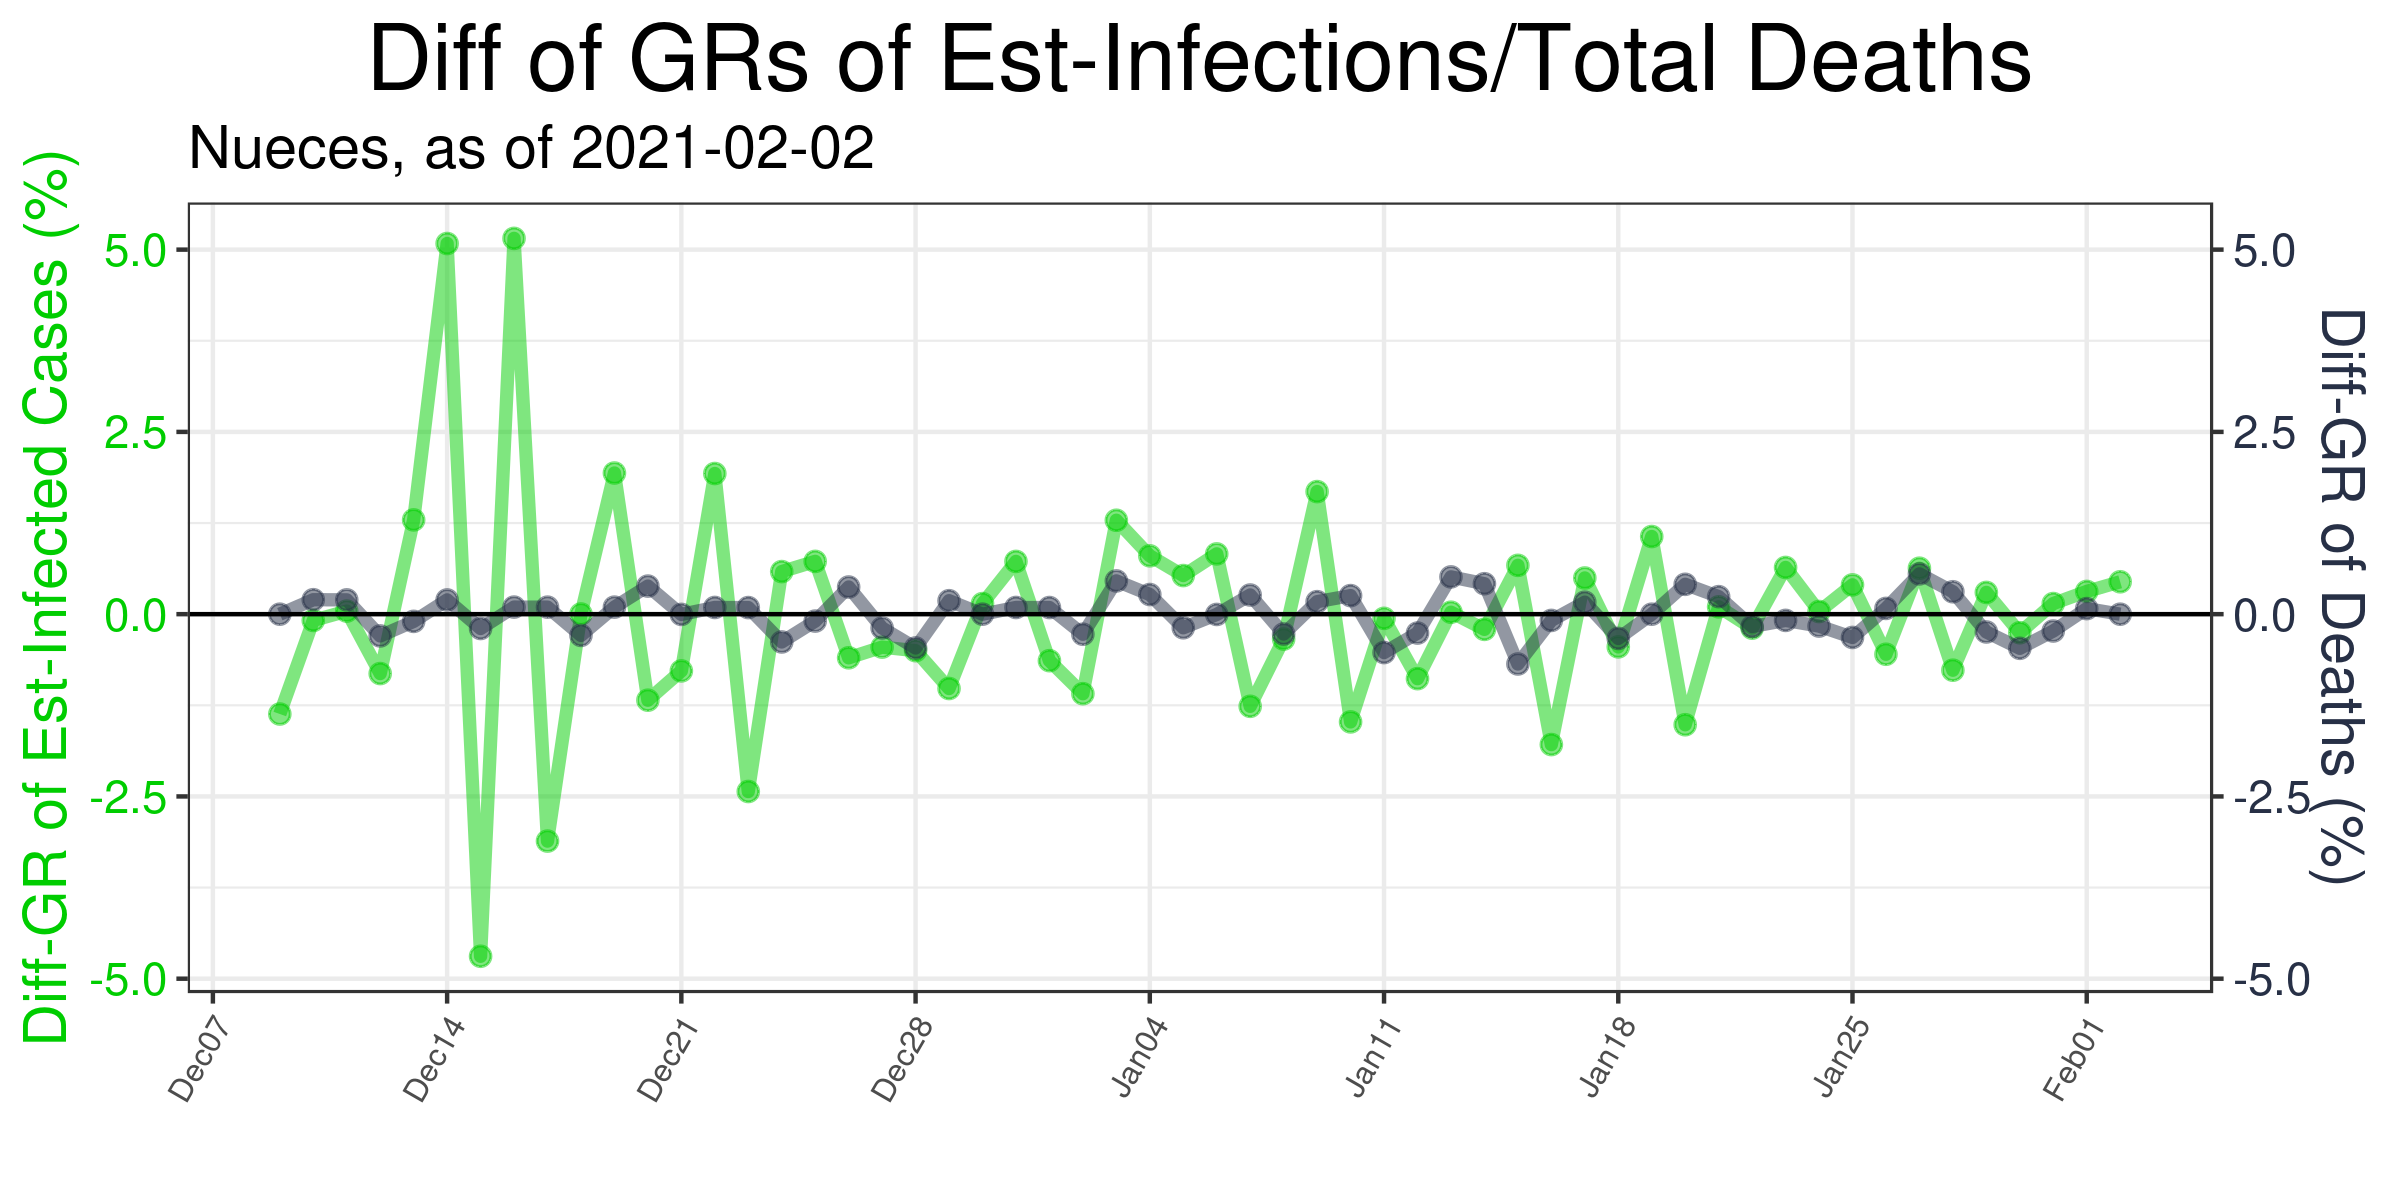 Diff of GRs of Est-Infections/Total Deaths
Nueces, as of 2021-02-02
Diff-GR of Est-Infected Cases (%)
5.0
2.5
0.0
-2.5
-5.0
5.0
2.5
0.0
-2.5
-5.0
Diff-GR of Deaths (%)
Dec07
Dec14
Dec21
Dec28
Jan04
Jan11
Jan18
Jan25
Feb01